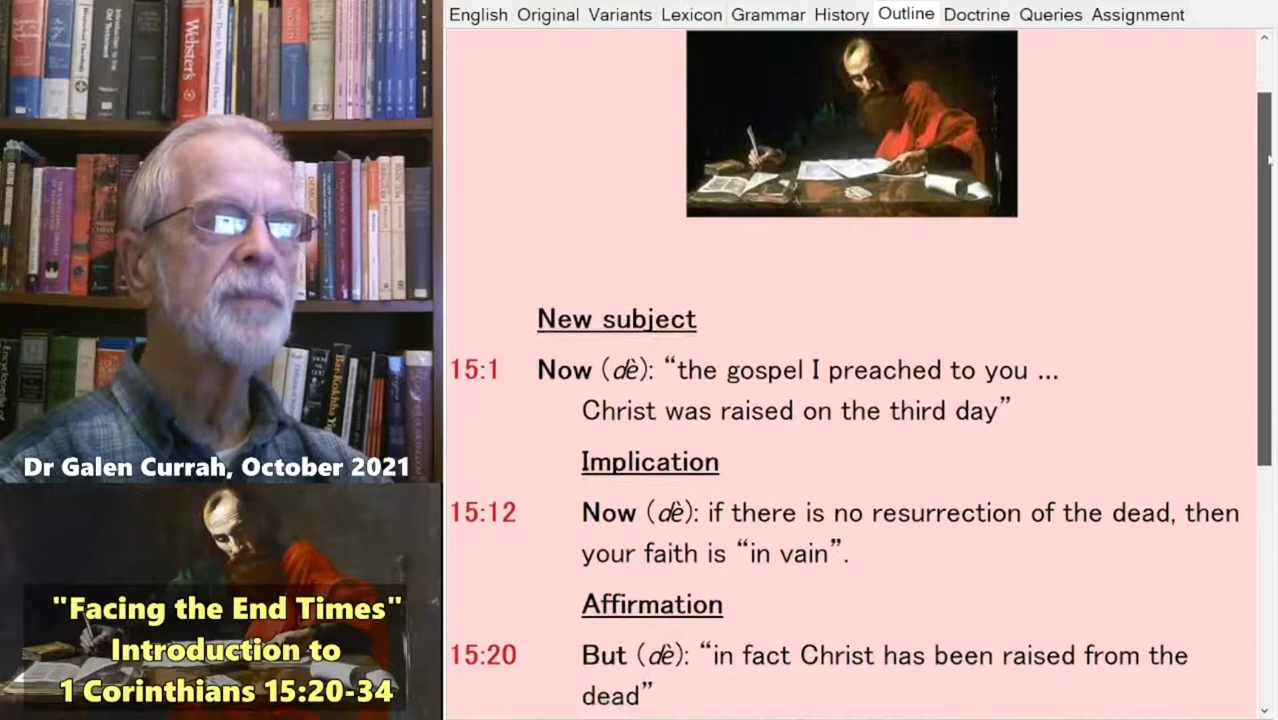 English Original Variants Lexicon Grammar History Outline Doctrine Queries Assignment
Webster's
Dr Galen Currah, October 2021
"Facing the End Times"
Introduction to
1 Corinthians 15:20-34
New subject
15:1 Now (dè): “the gospel I preached to you ...
Christ was raised on the third day”
Implication
15:12 Now (dè): if there is no resurrection of the dead, then
your faith is “in vain”.
Affirmation
15:20 But (dè): “in fact Christ has been raised from the
dead”